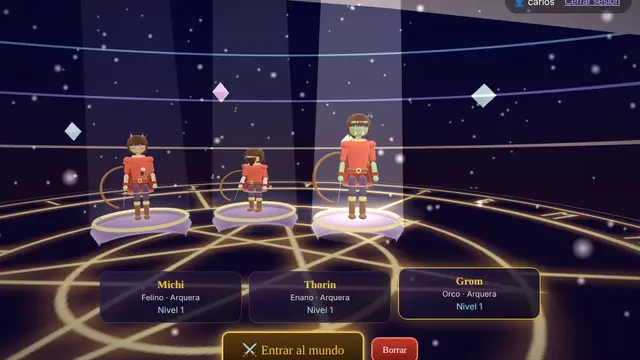 carlos Cerrar sesión
Michi
Felino · Arquera
Nivel 1
Thorin
Enano · Arquera
Nivel 1
Grom
Orco · Arquera
Nivel 1
Entrar al mundo
Borrar